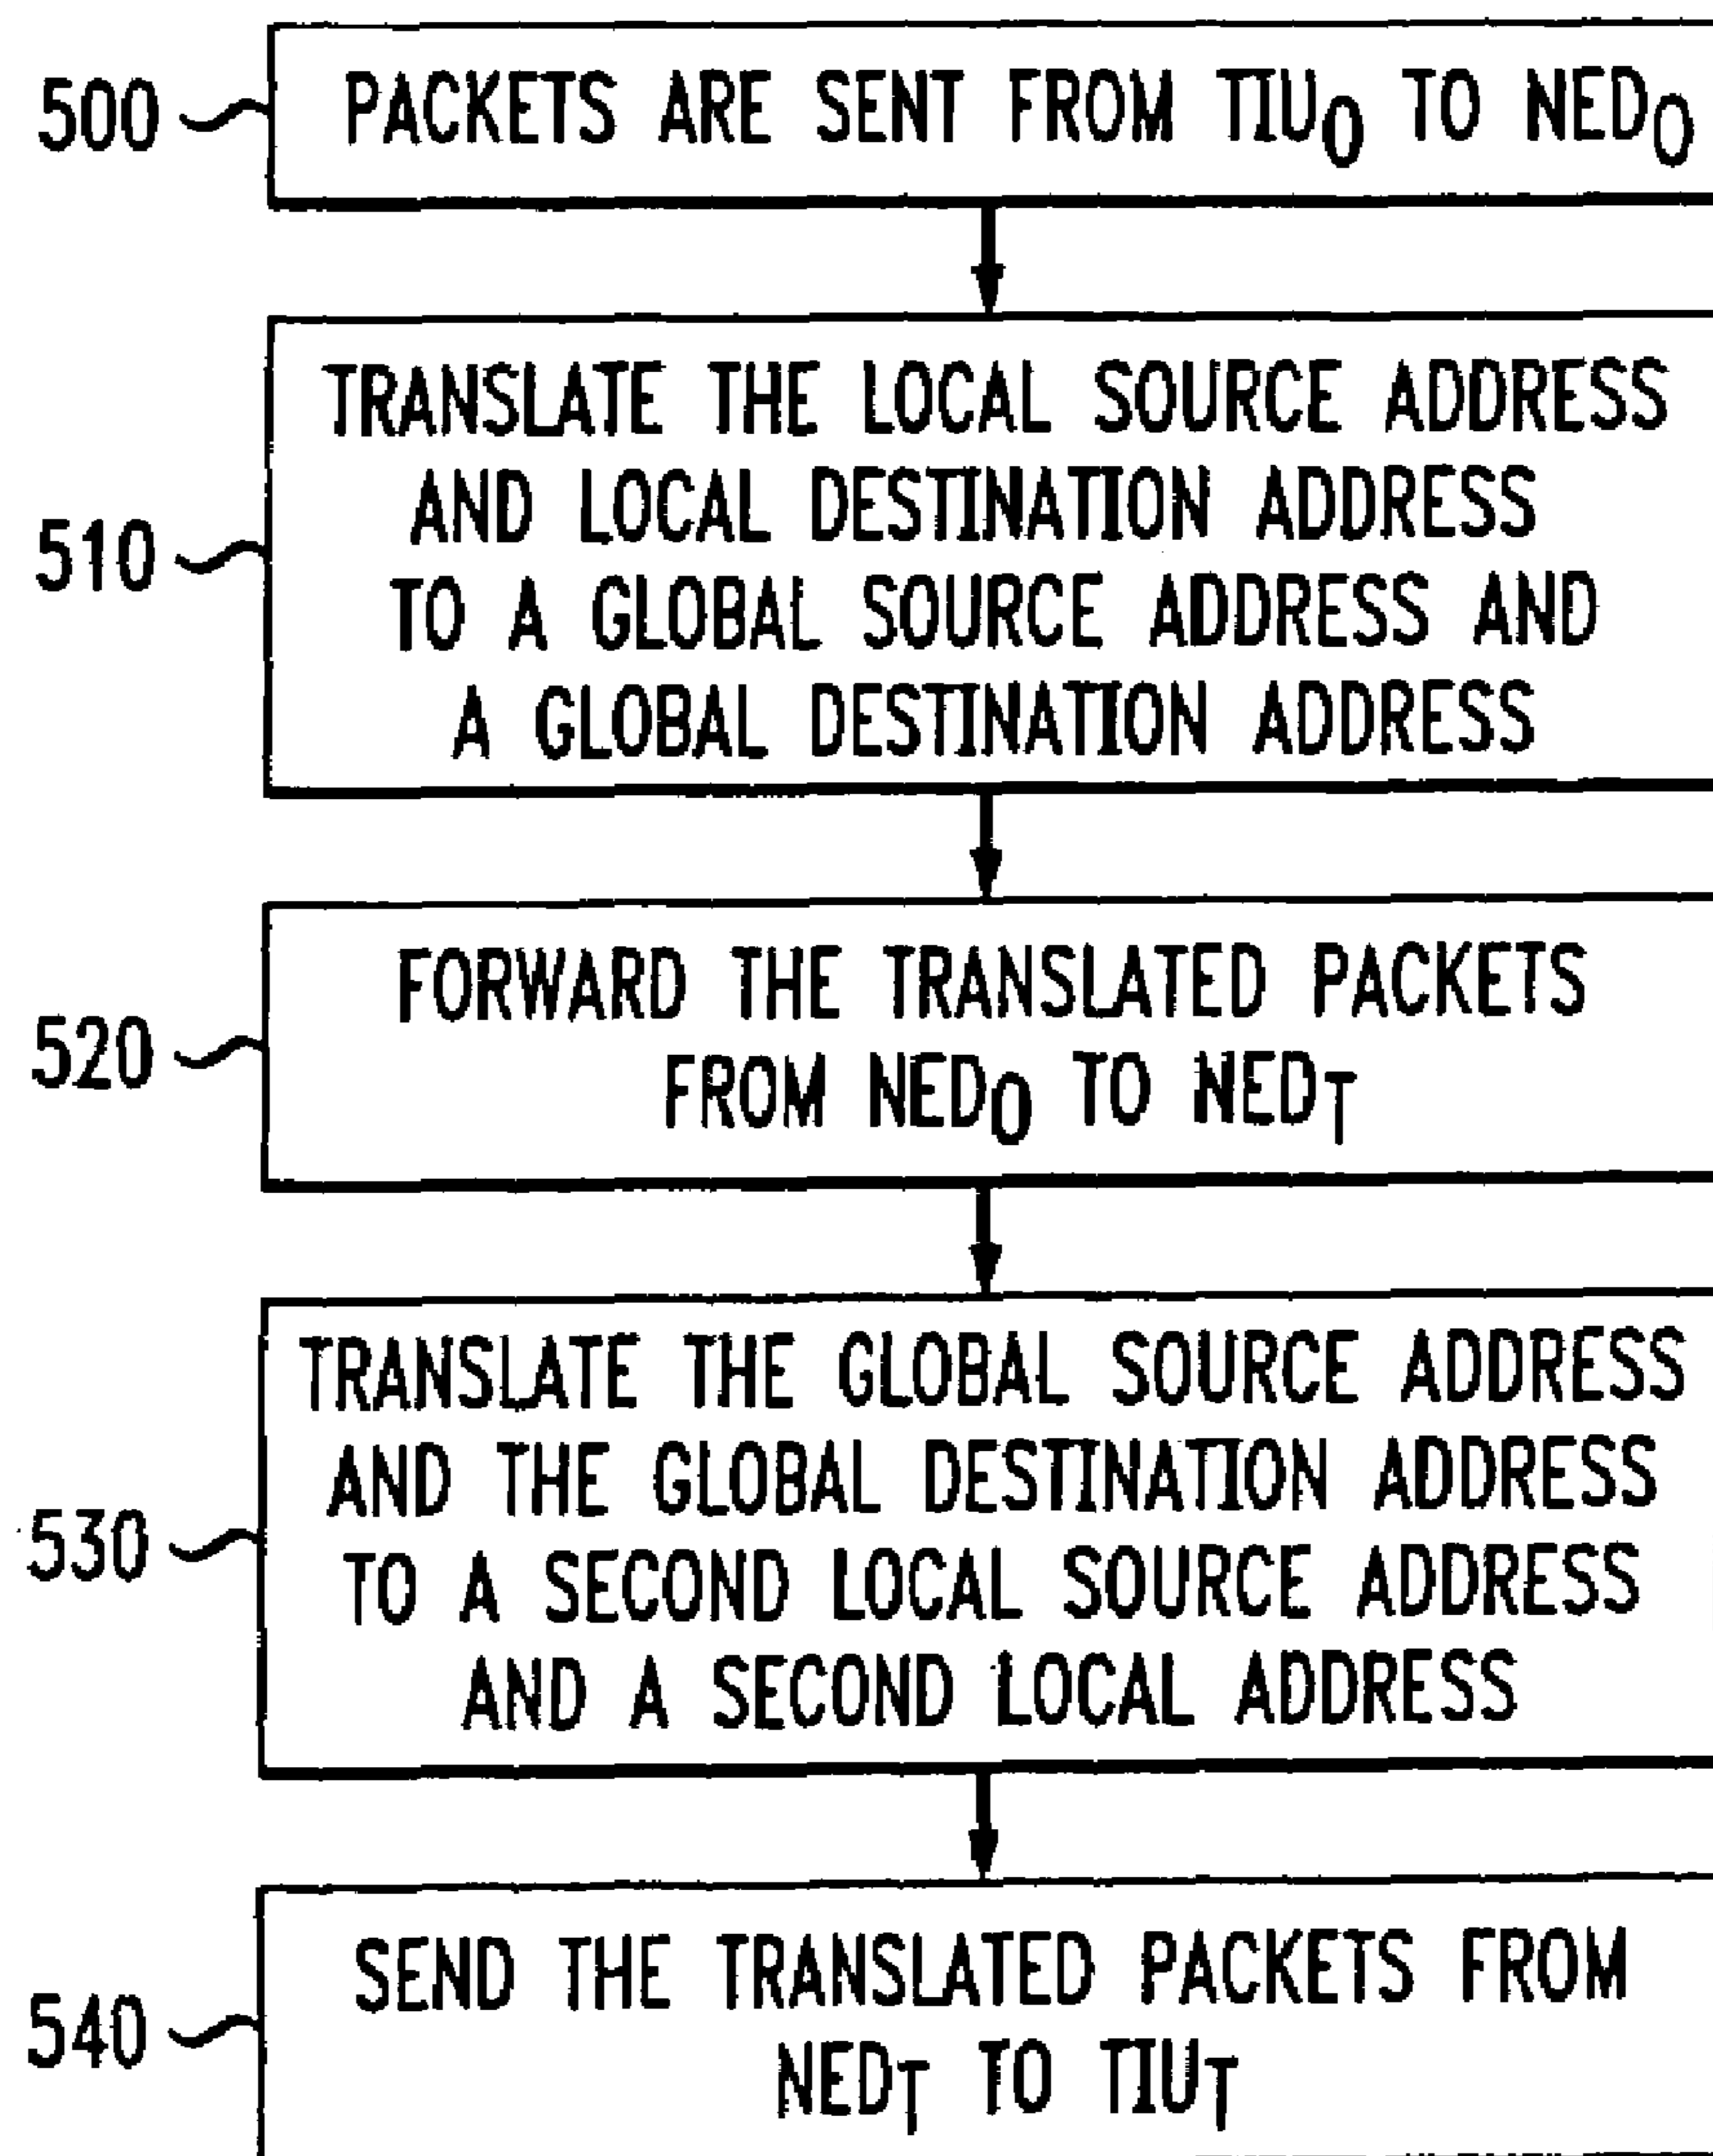 500 PACKETS ARE SENT FROM TIU₀ TO NED₀
TRANSLATE THE LOCAL SOURCE ADDRESS
AND LOCAL DESTINATION ADDRESS
510
TO A GLOBAL SOURCE ADDRESS AND
A GLOBAL DESTINATION ADDRESS
FORWARD THE TRANSLATED PACKETS
520
FROM NED₀ TO NEDT
TRANSLATE THE GLOBAL SOURCE ADDRESS
AND THE GLOBAL DESTINATION ADDRESS
530
TO A SECOND LOCAL SOURCE ADDRESS
AND A SECOND LOCAL ADDRESS
SEND THE TRANSLATED PACKETS FROM
540
NEDT TO TIUT